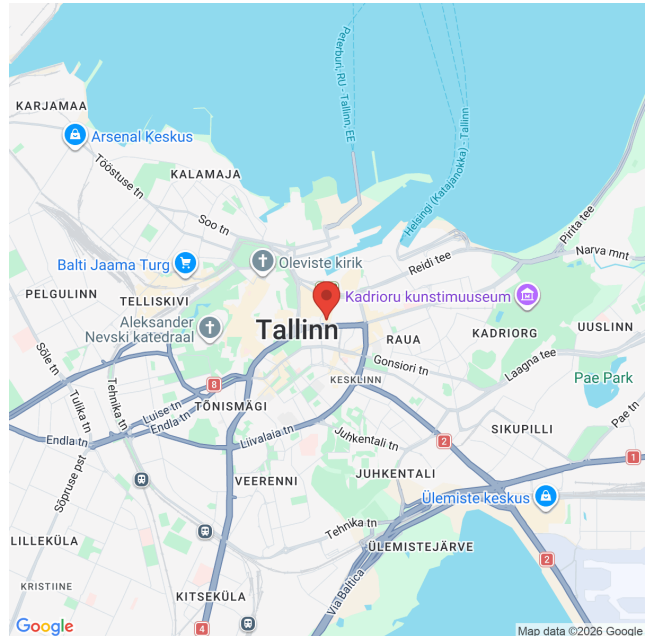 Peterburi, RU - Tallinn, EE
KARJAMAA
Arsenal Keskus
Tööstuse tn
KALAMAJA
Helsingi (Katajanokka) - Tallinn
Soo tn
Pirita tee
Narva mnt
Balti Jaama Turg
Oleviste kirik
Reidi tee
PELGULINN
TELLISKIVI
Kadrioru kunstimuuseum
Aleksander
Nevski katedraal
Tallinn
RAUA
KADRIORG
UUSLINN
Sõle tn
Tulika tn
Tehnika tn
Gonsiori tn
Laagna tee
Pae Park
8
KESKLINN
Luise tn
Endla tn
TÕNISMÄGI
Pae tn
Endla tn
Liivalaia tn
Juhkentali tn
2
SIKUPILLI
1
Sõpruse pst
VEERENNI
JUHKENTALI
Ülemiste keskus
Tehnika tn
LILLEKÜLA
ÜLEMISTEJÄRVE
2
KRISTIINE
KITSEKÜLA
Via Baltica
4
Google
Map data ©2026 Google